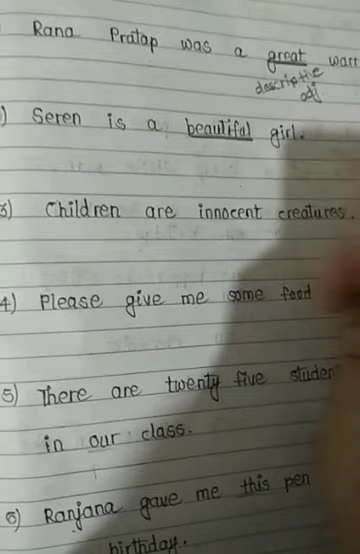 Rana Pratap was a great
descriptive
adj
Seren is a beautiful girl.
3) Children are innocent creatures.
4) Please give me some food
5) There are twenty five
in our class.
6) Ranjana gave me this pen
birthday.